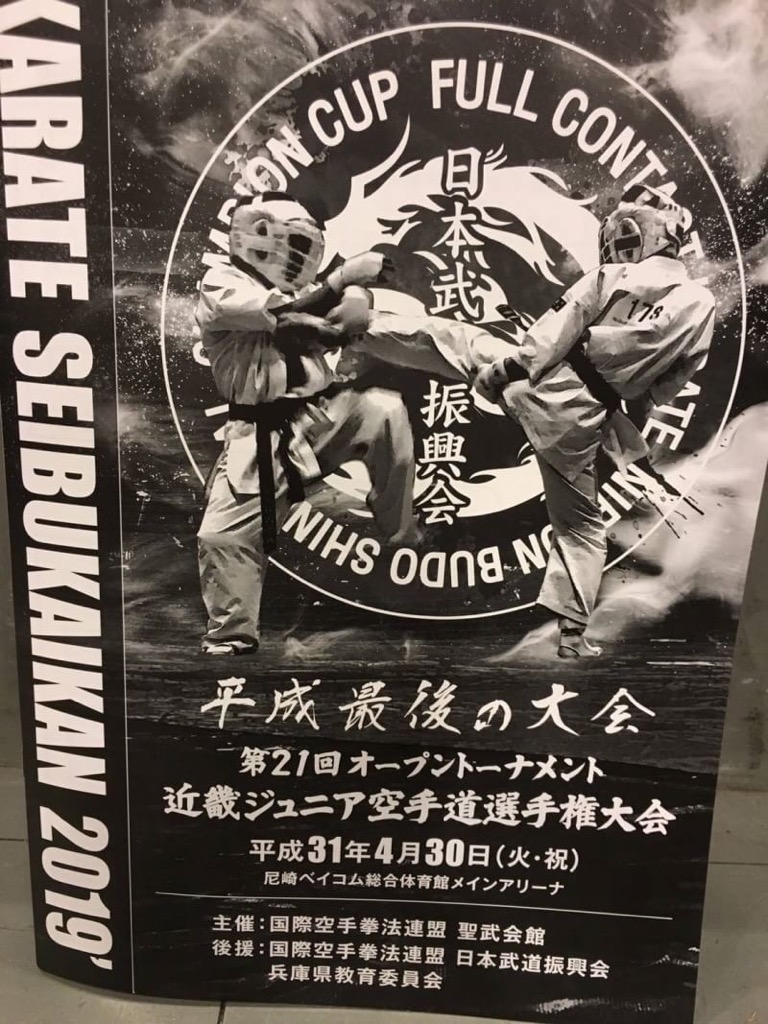 KARATE SEIBUKAIKAN 2019'
CUP FULL CONTACT
BUDO SHIN
日本武
振興会
178
平成最後の大会
第21回オープントーナメント
近畿ジュニア空手道選手権大会
平成31年4月30日(火・祝)
尼崎ベイコム総合体育館メインアリーナ
主催:国際空手拳法連盟 聖武会館
後援:国際空手拳法連盟 日本武道振興会
兵庫県教育委員会